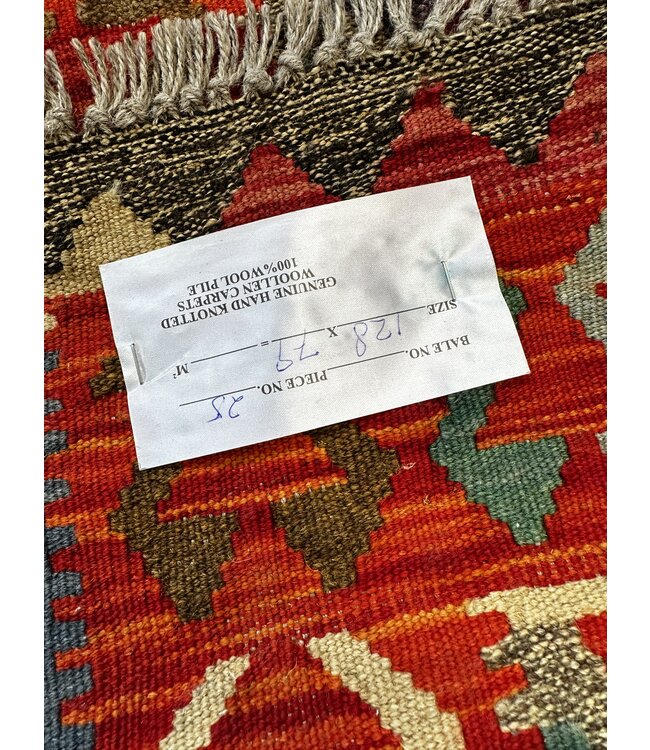 BALE NO. PIECE NO. 25
SIZE 128 X 79 = M²
GENUINE HAND KNOTTED
WOOLLEN CARPETS
100% WOOL PILE